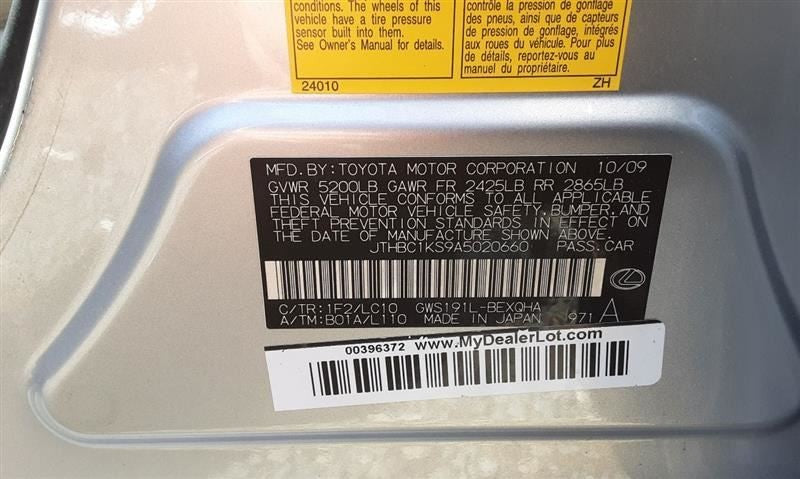 conditions. The wheels of this
vehicle have a tire pressure
sensor built into them.
See Owner's Manual for details.
24010
contrôle la pression de gonflage
des pneus, ainsi que de capteurs
de pression de gonflage, intégrés
aux roues du véhicule. Pour plus
de détails, reportez-vous au
manuel du propriétaire.
ZH
MFD.BY:TOYOTA MOTOR CORPORATION 10/09
GVWR 5200LB GAWR FR 2425LB RR 2865LB
THIS VEHICLE CONFORMS TO ALL APPLICABLE
FEDERAL MOTOR VEHICLE SAFETY,BUMPER,AND
THEFT PREVENTION STANDARDS IN EFFECT ON
THE DATE OF MANUFACTURE SHOWN ABOVE.
JTHBC1KS9A5020660 PASS.CAR
C/TR:1F2/LC10 GWS191L-BEXQHA
A/TM:B01A/L110 MADE IN JAPAN 971 A
00396372 www.MyDealerLot.com